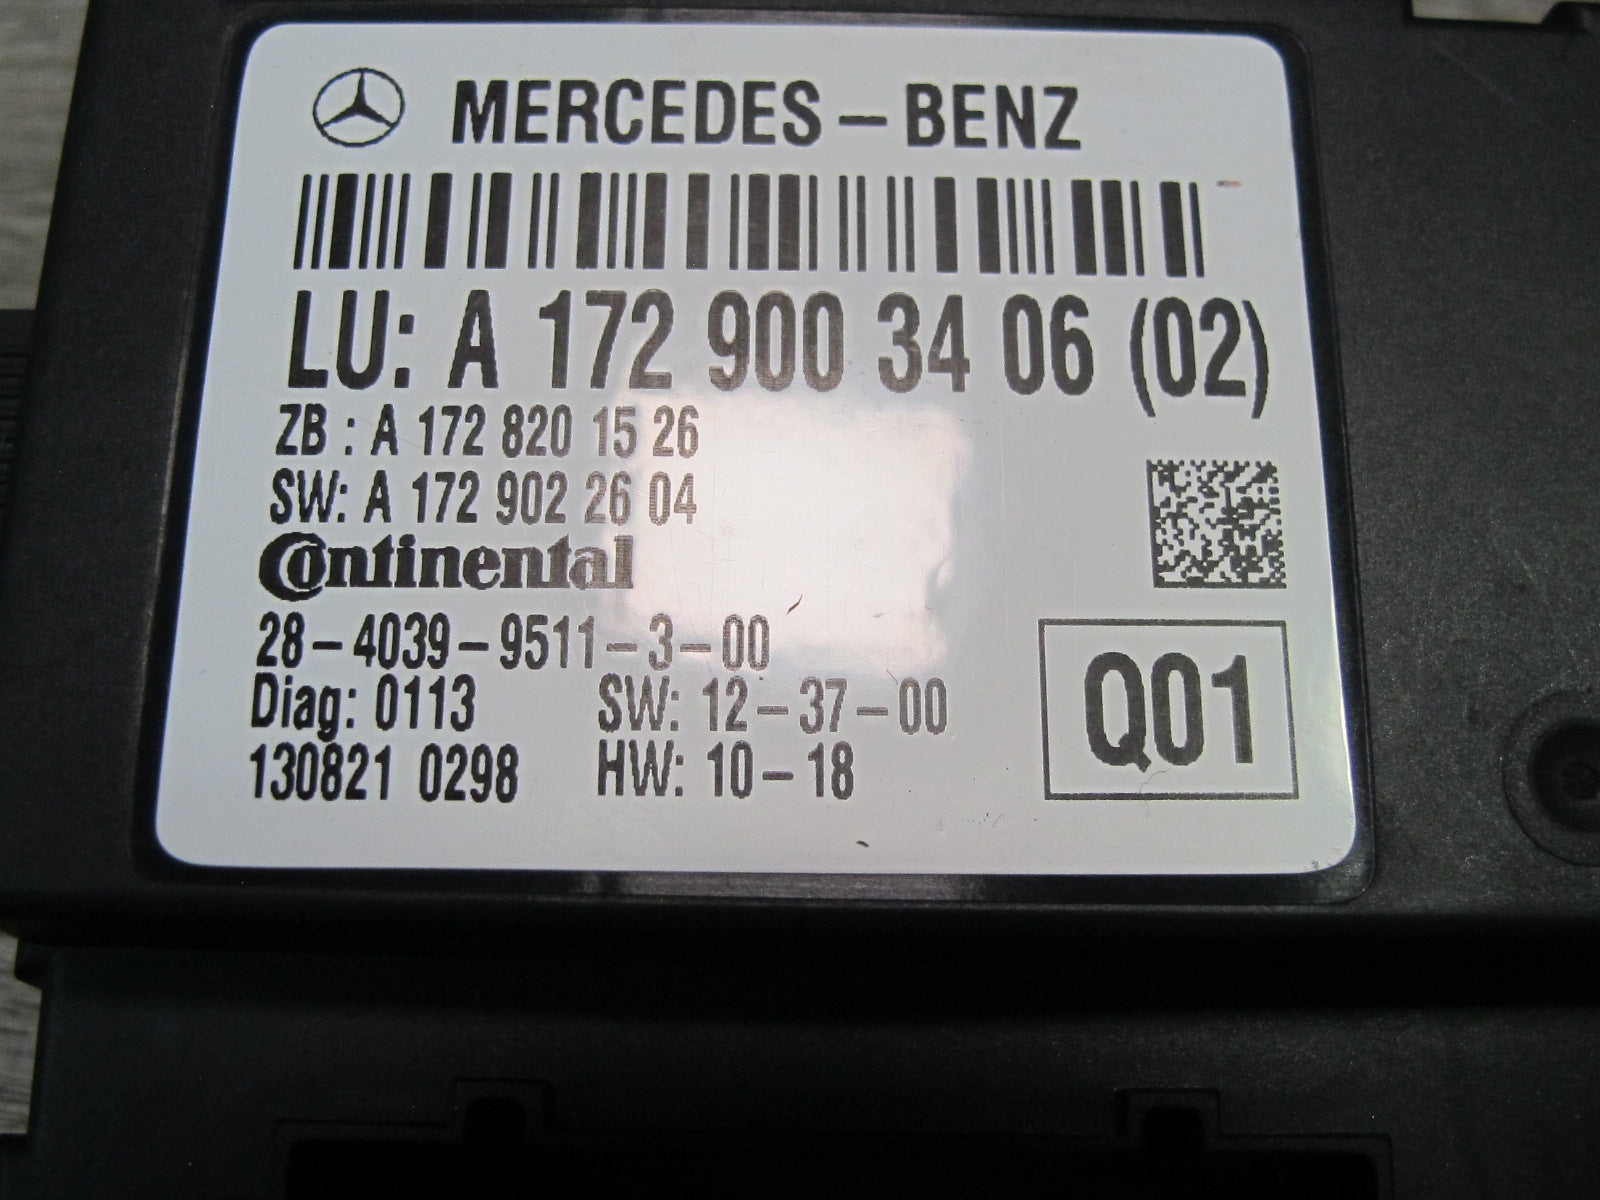 MERCEDES-BENZ
LU: A 172 900 34 06 (02)
ZB : A 172 820 15 26
SW: A 172 902 26 04
Continental
28-4039-9511-3-00
Diag: 0113 SW: 12-37-00
130821 0298 HW: 10-18
Q01